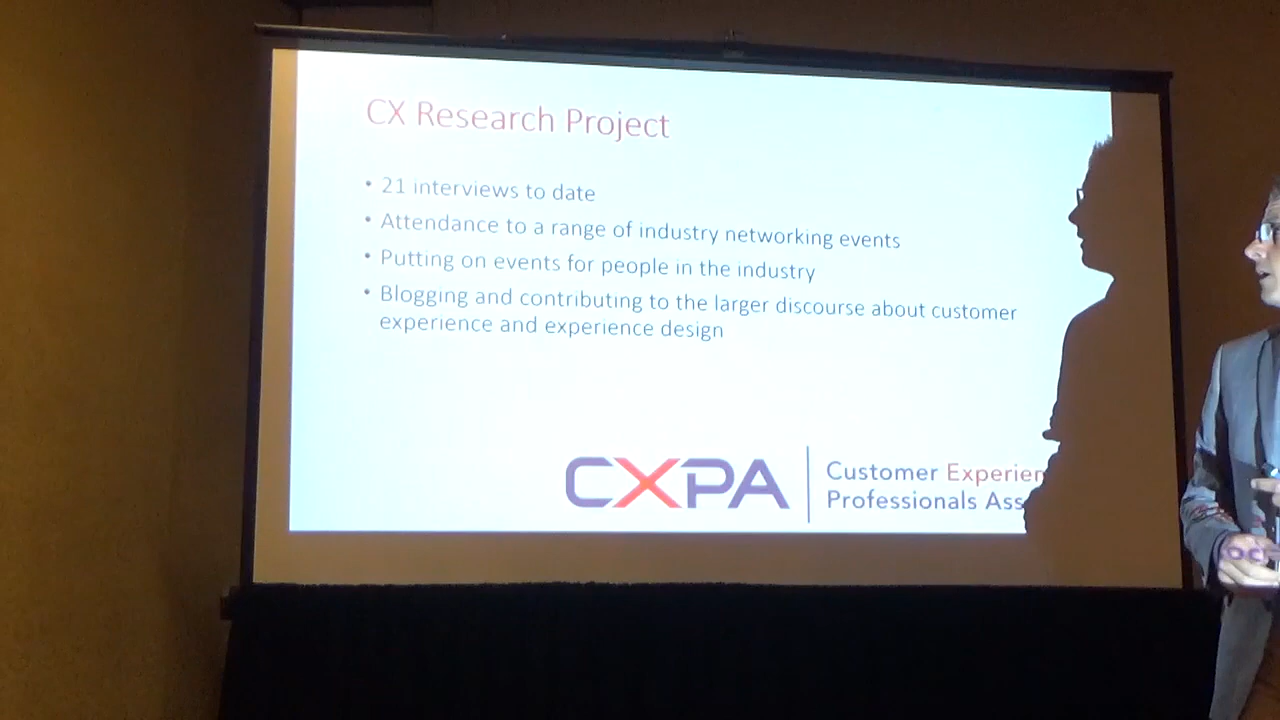 CX Research Project
• 21 interviews to date
• Attendance to a range of industry networking events
• Putting on events for people in the industry
• Blogging and contributing to the larger discourse about customer
experience and experience design
CXPA
Customer Experien
Professionals Ass